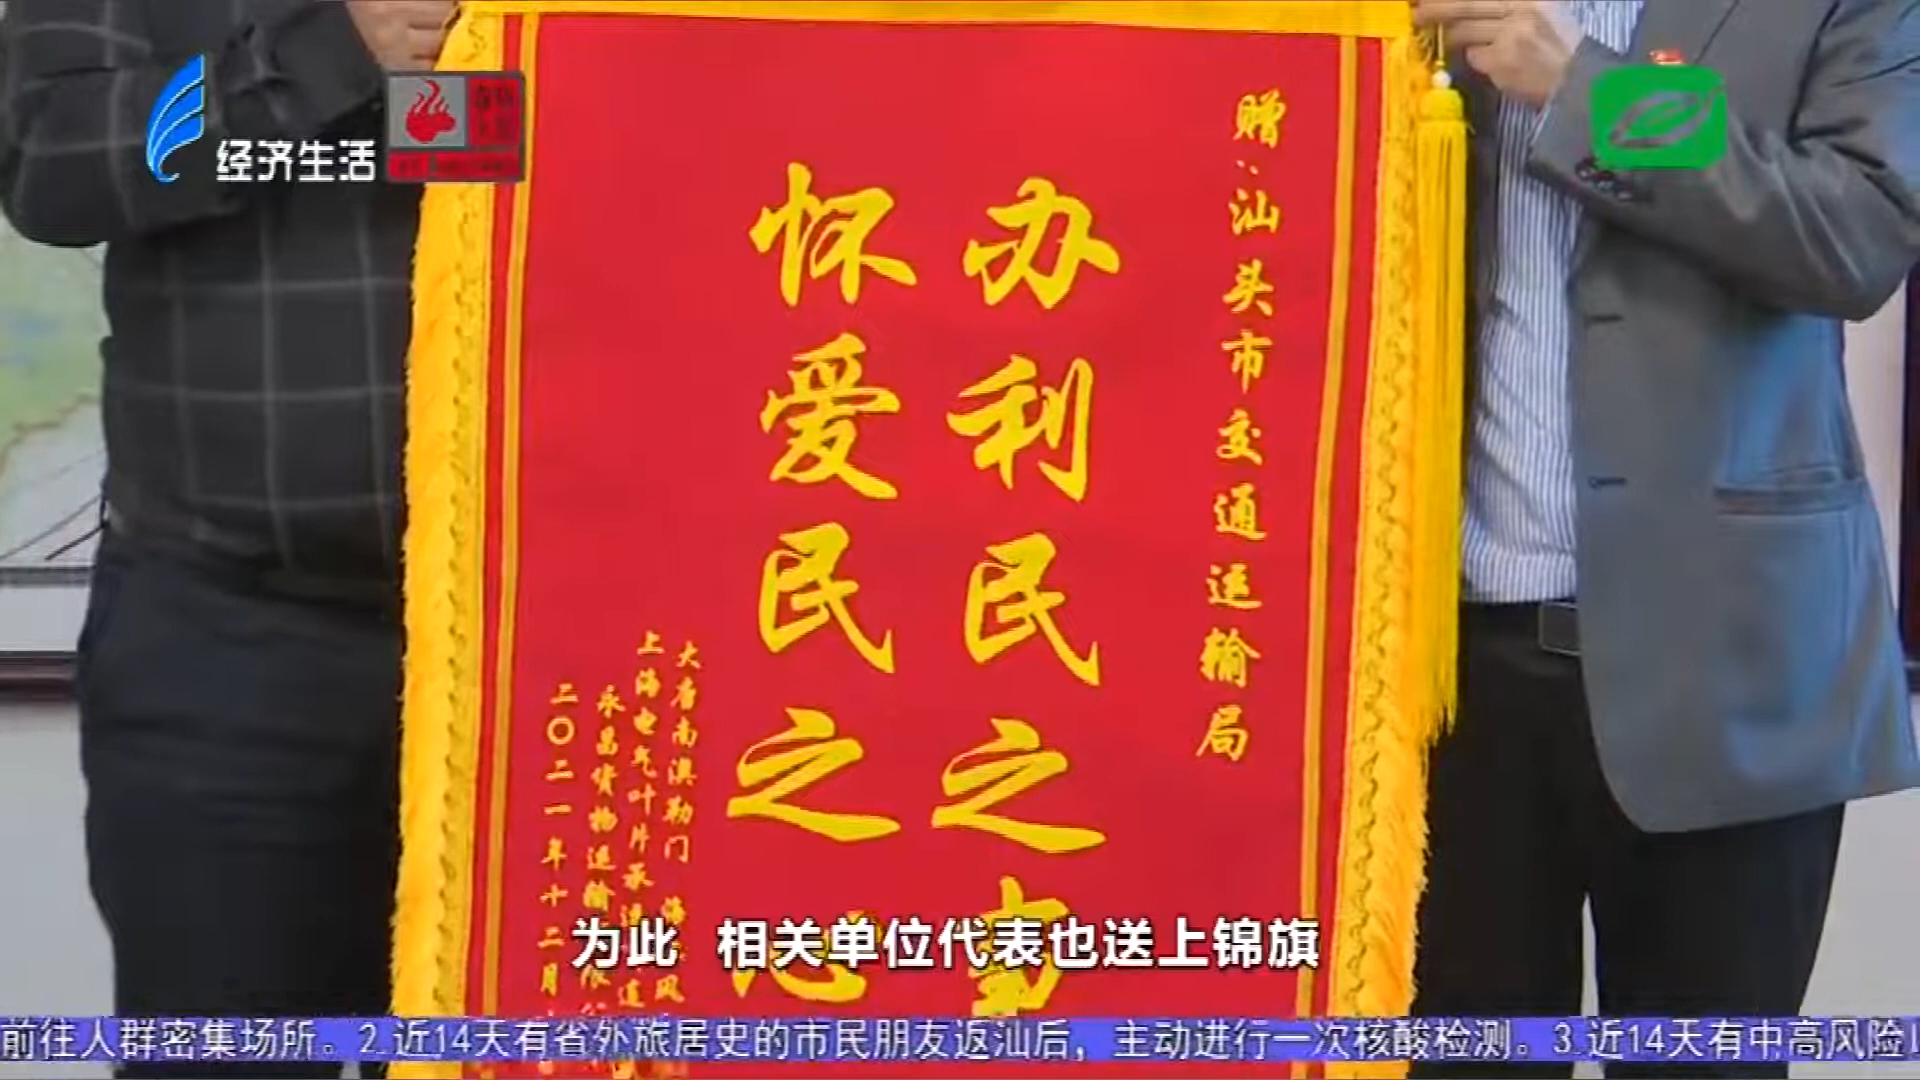 经济生活
赠：汕头市交通运输局
办利民之事
怀爱民之心
大唐南澳勒门
上海电气叶片承
永昌货物运输
二〇二一年十二月
为此 相关单位代表也送上锦旗
前往人群密集场所。2.近14天有省外旅居史的市民朋友返汕后，主动进行一次核酸检测。3.近14天有中高风险